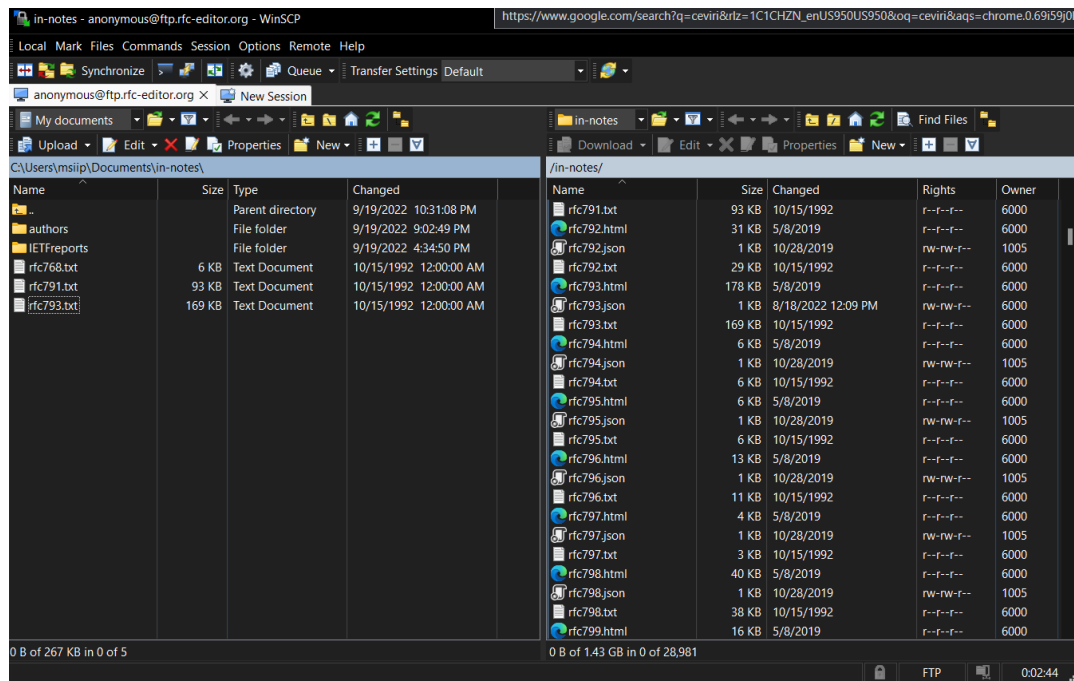 in-notes - anonymous@ftp.rfc-editor.org - WinSCP
https://www.google.com/search?q=ceviri&rlz=1C1CHZN_enUS950US950&oq=ceviri&aqs=chrome.0.69i59j0l
Local Mark Files Commands Session Options Remote Help
Synchronize Queue Transfer Settings Default
anonymous@ftp.rfc-editor.org × New Session
My documents
Upload Edit Properties New
C:\Users\msiip\Documents\in-notes\
Name Size Type Changed
.. Parent directory 9/19/2022 10:31:08 PM
authors File folder 9/19/2022 9:02:49 PM
IETFreports File folder 9/19/2022 4:34:50 PM
rfc768.txt 6 KB Text Document 10/15/1992 12:00:00 AM
rfc791.txt 93 KB Text Document 10/15/1992 12:00:00 AM
rfc793.txt 169 KB Text Document 10/15/1992 12:00:00 AM
0 B of 267 KB in 0 of 5
in-notes Find Files
Download Edit Properties New
/in-notes/
Name Size Changed Rights Owner
rfc791.txt 93 KB 10/15/1992 r--r--r-- 6000
rfc792.html 31 KB 5/8/2019 r--r--r-- 6000
rfc792.json 1 KB 10/28/2019 rw-rw-r-- 1005
rfc792.txt 29 KB 10/15/1992 r--r--r-- 6000
rfc793.html 178 KB 5/8/2019 r--r--r-- 6000
rfc793.json 1 KB 8/18/2022 12:09 PM rw-rw-r-- 1005
rfc793.txt 169 KB 10/15/1992 r--r--r-- 6000
rfc794.html 6 KB 5/8/2019 r--r--r-- 6000
rfc794.json 1 KB 10/28/2019 rw-rw-r-- 1005
rfc794.txt 6 KB 10/15/1992 r--r--r-- 6000
rfc795.html 6 KB 5/8/2019 r--r--r-- 6000
rfc795.json 1 KB 10/28/2019 rw-rw-r-- 1005
rfc795.txt 6 KB 10/15/1992 r--r--r-- 6000
rfc796.html 13 KB 5/8/2019 r--r--r-- 6000
rfc796.json 1 KB 10/28/2019 rw-rw-r-- 1005
rfc796.txt 11 KB 10/15/1992 r--r--r-- 6000
rfc797.html 4 KB 5/8/2019 r--r--r-- 6000
rfc797.json 1 KB 10/28/2019 rw-rw-r-- 1005
rfc797.txt 3 KB 10/15/1992 r--r--r-- 6000
rfc798.html 40 KB 5/8/2019 r--r--r-- 6000
rfc798.json 1 KB 10/28/2019 rw-rw-r-- 1005
rfc798.txt 38 KB 10/15/1992 r--r--r-- 6000
rfc799.html 16 KB 5/8/2019 r--r--r-- 6000
0 B of 1.43 GB in 0 of 28,981
FTP 0:02:44